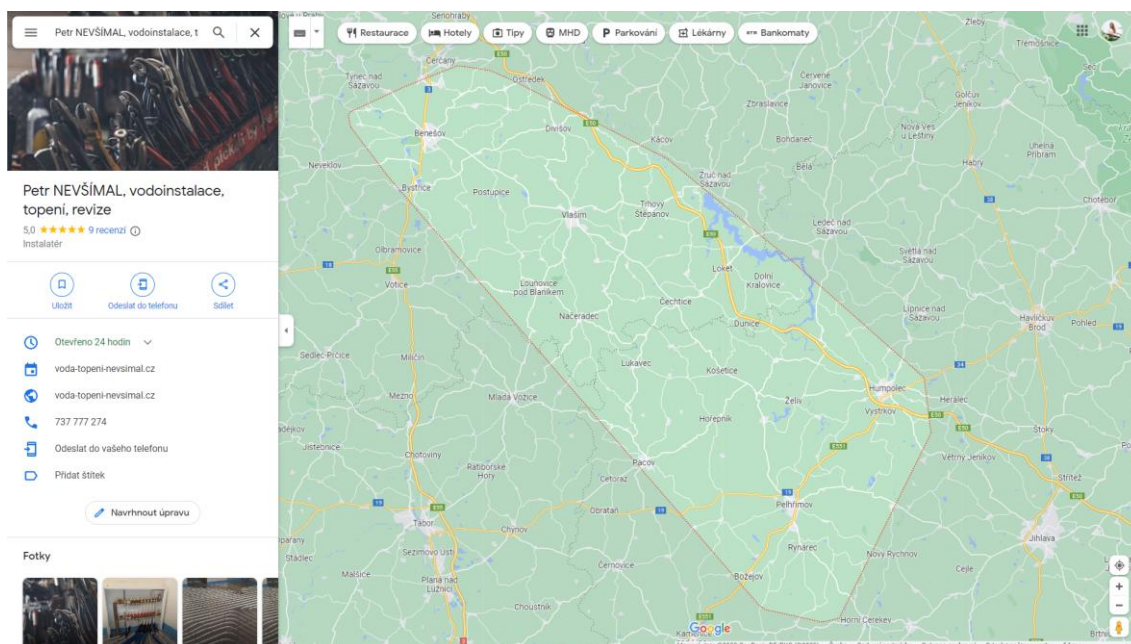 Petr NEVŠÍMAL, vodoinstalace, t
Restaurace
Hotely
Tipy
MHD
Parkování
Lékárny
Bankomaty
Petr NEVŠÍMAL, vodoinstalace,
topení, revize
5,0 9 recenzí
Instalatér
Uložit
Odeslat do telefonu
Sdílet
Otevřeno 24 hodin
voda-topeni-nevsimal.cz
voda-topeni-nevsimal.cz
737 777 274
Odeslat do vašeho telefonu
Přidat štítek
Navrhnout úpravu
Fotky
Senohraby
Žleby
Třemošnice
Seč
Čerčany
Ostředek
Týnec nad
Sázavou
Červené
Janovice
Golčův
Jeníkov
Zbraslavice
Benešov
Divišov
Kácov
Bohdaneč
Nová ves
u Leštiny
Uhelná
Příbram
Neveklov
Bělá
Habry
Zruč nad
Sázavou
Bystřice
Postupice
Trhový
Štěpánov
Chotěboř
Vlašim
Ledeč nad
Sázavou
Olbramovice
Světlá nad
Sázavou
Votice
Louňovice
pod Blaníkem
Loket
Dolní
Kralovice
Čechtice
Načeradec
Dunice
Lipnice nad
Sázavou
Havlíčkův
Brod
Pohled
Sedlec-Prčice
Miličín
Lukavec
Košetice
Humpolec
Mezno
Mladá Vožice
Želiv
Heralec
Vystrkov
Hořepník
Štoky
Jistebnice
Chotoviny
Ratibořské
Hory
Pacov
Cetoraz
Větrný Jeníkov
Střítež
Obrataň
Pelhřimov
Tábor
Chýnov
Jihlava
Sezimovo Ústí
Stádlec
Rynárec
Nový Rychnov
Malšice
Planá nad
Lužnicí
Černovice
Božejov
Cejle
Choustník
Horní Cerekev
Google